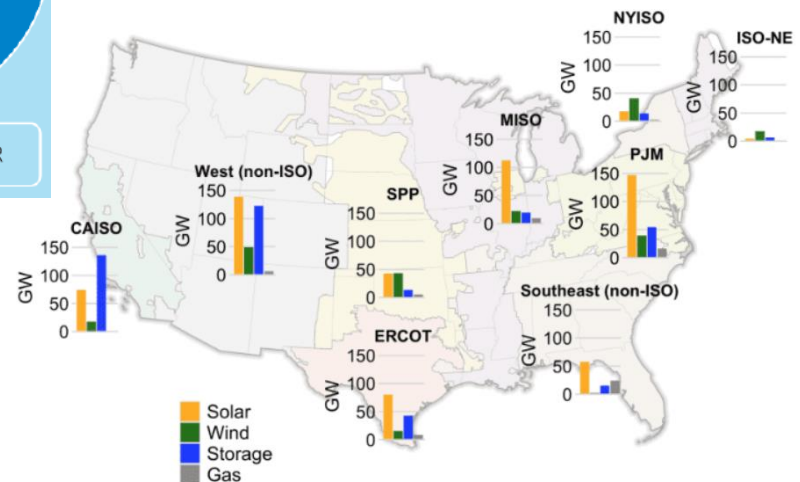 R
NYISO
150
100
50
0
GW
ISO-NE
150
100
50
0
GW
MISO
150
100
50
0
GW
PJM
150
100
50
0
GW
West (non-ISO)
150
100
50
0
GW
SPP
150
100
50
0
GW
CAISO
150
100
50
0
GW
Southeast (non-ISO)
150
100
50
0
GW
ERCOT
150
100
50
0
GW
Solar
Wind
Storage
Gas